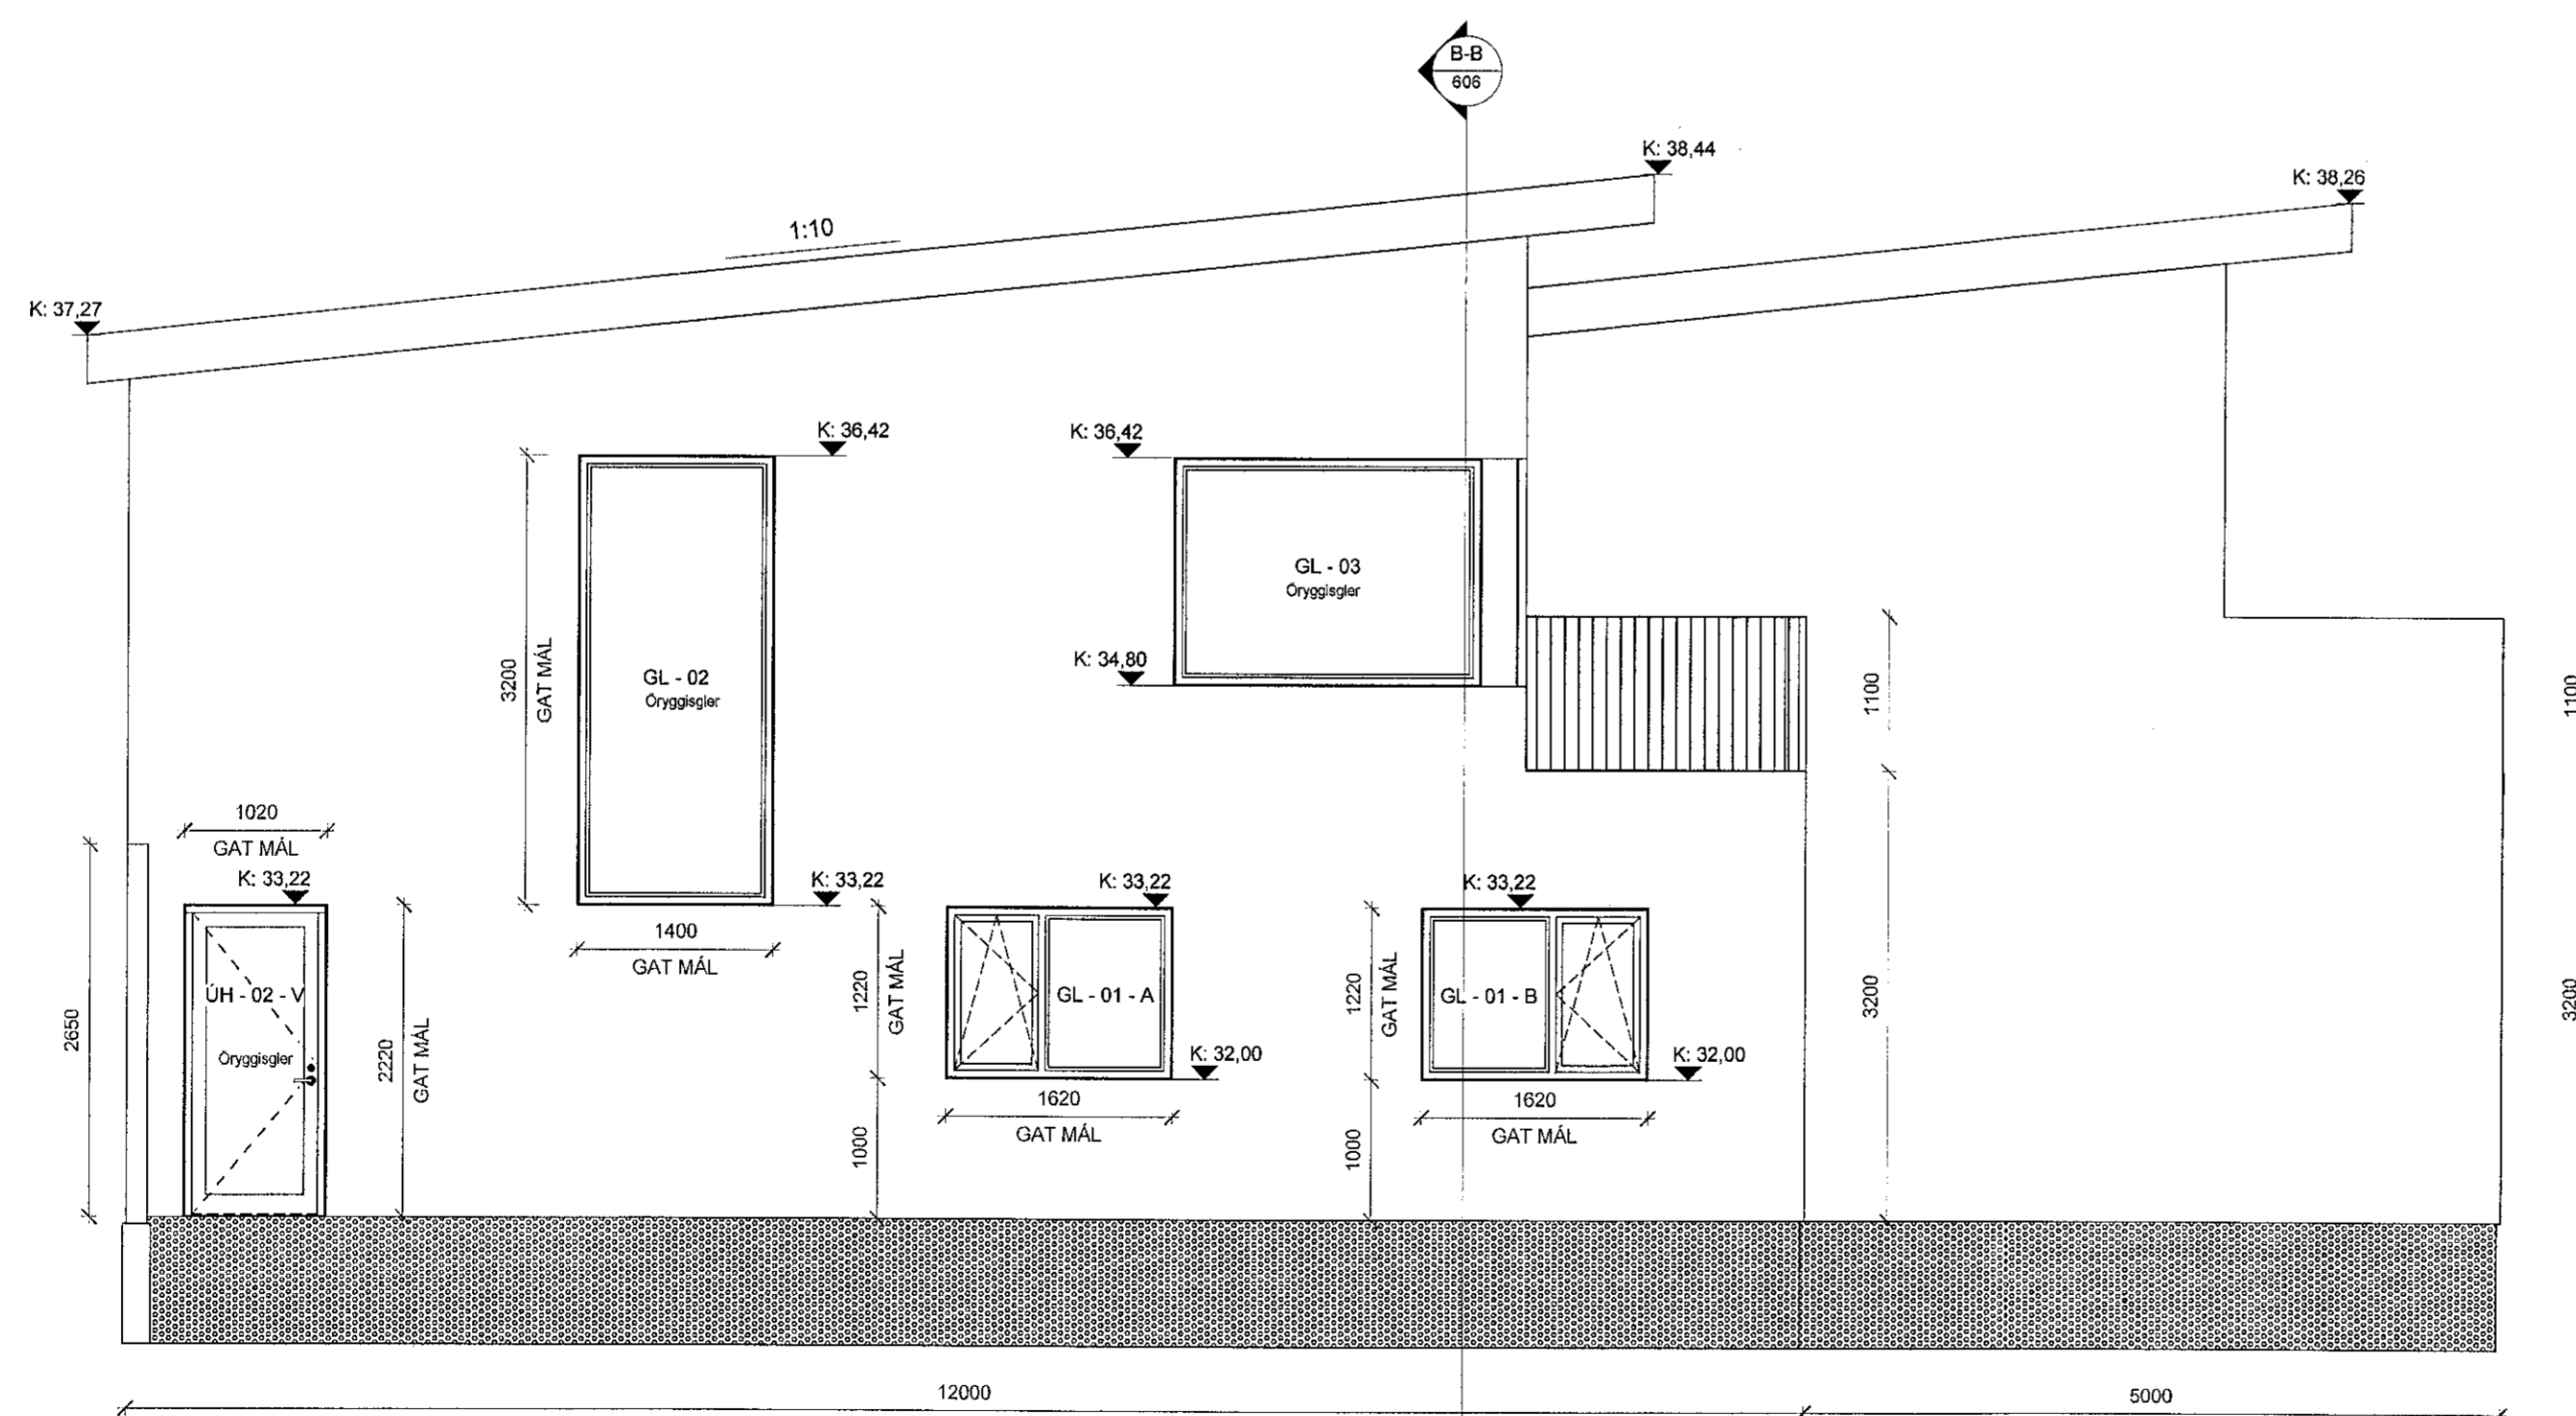 B-B
606
K: 38,44
K: 38,26
1:10
K: 37,27
K: 36,42
K: 36,42
GL - 03
Öryggisgler
K: 34,80
3200
GAT MÁL
GL - 02
Öryggisgler
1100
1100
1020
GAT MÁL
K: 33,22
K: 33,22
K: 33,22
K: 33,22
1400
GAT MÁL
2650
ÚH - 02 - V
Öryggisgler
2220
GAT MÁL
1220
GAT MÁL
GL - 01 - A
1220
GAT MÁL
GL - 01 - B
3200
3200
K: 32,00
K: 32,00
1620
GAT MÁL
1620
GAT MÁL
1000
1000
12000
5000